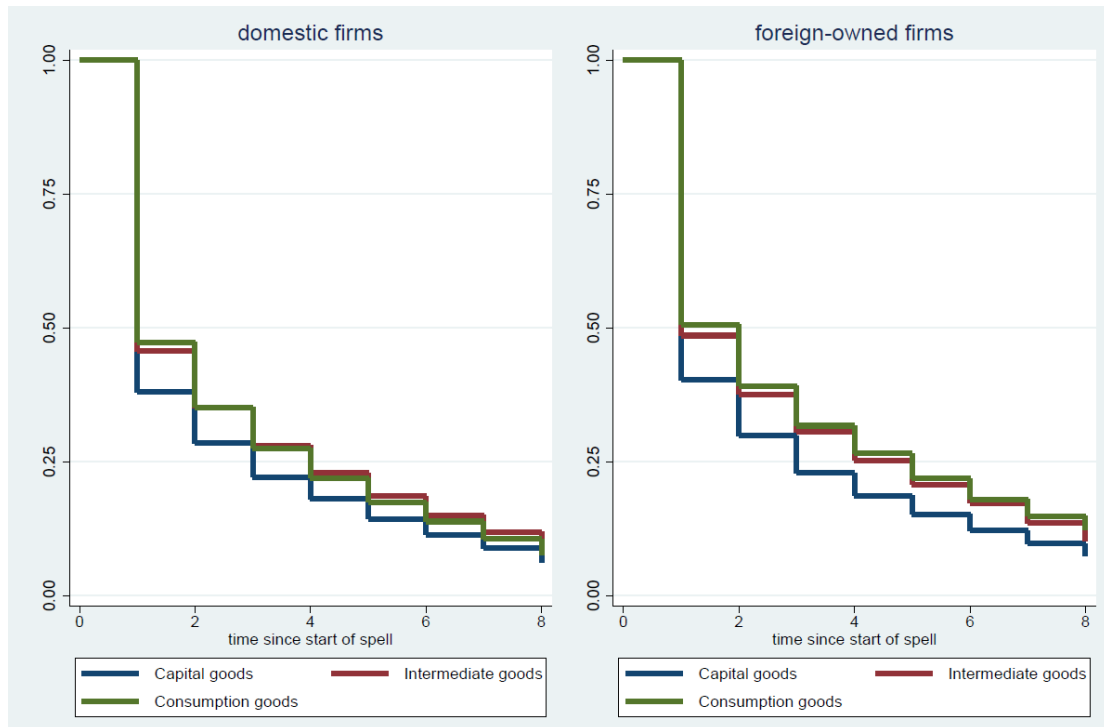 domestic firms
1.00
0.75
0.50
0.25
0.00
0 2 4 6 8
time since start of spell
Capital goods Intermediate goods
Consumption goods
foreign-owned firms
1.00
0.75
0.50
0.25
0.00
0 2 4 6 8
time since start of spell
Capital goods Intermediate goods
Consumption goods